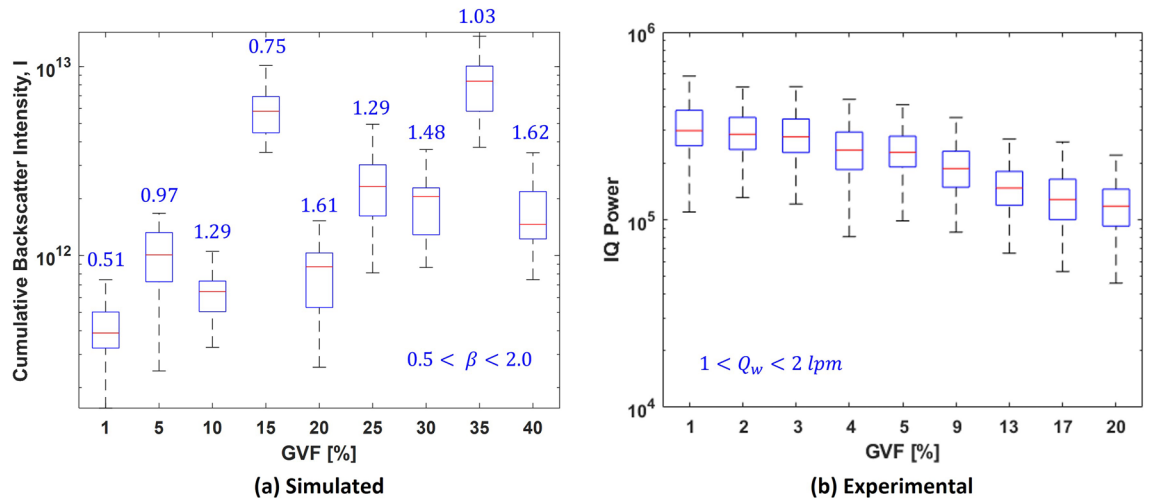 1.03
0.75
10^13
1.29
1.48
1.62
0.97
1.61
1.29
0.51
10^12
Cumulative Backscatter Intensity, I
0.5 < β < 2.0
1 5 10 15 20 25 30 35 40
GVF [%]
(a) Simulated
10^6
10^5
10^4
IQ Power
1 < Q_w < 2 lpm
1 2 3 4 5 9 13 17 20
GVF [%]
(b) Experimental